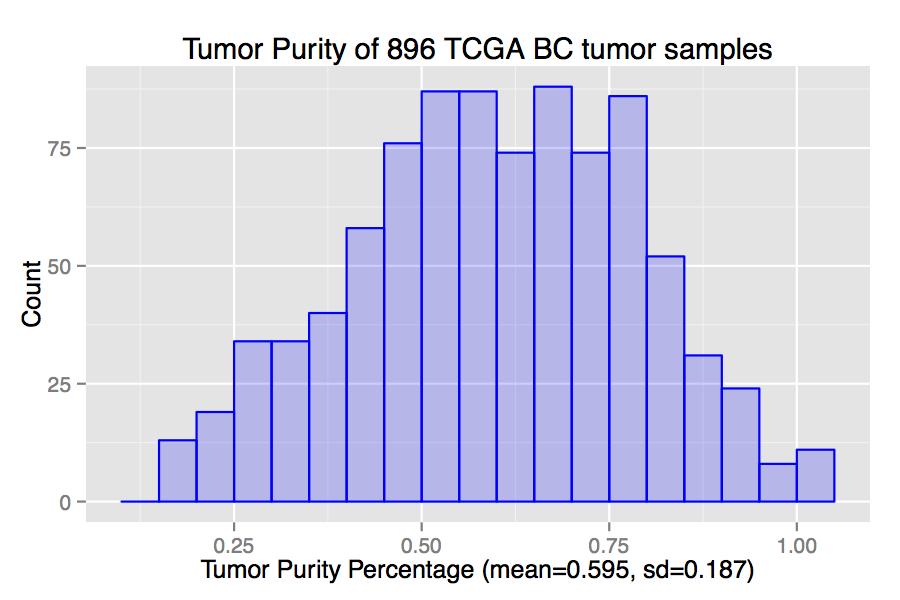 Tumor Purity of 896 TCGA BC tumor samples
75
50
25
0
Count
0.25 0.50 0.75 1.00
Tumor Purity Percentage (mean=0.595, sd=0.187)